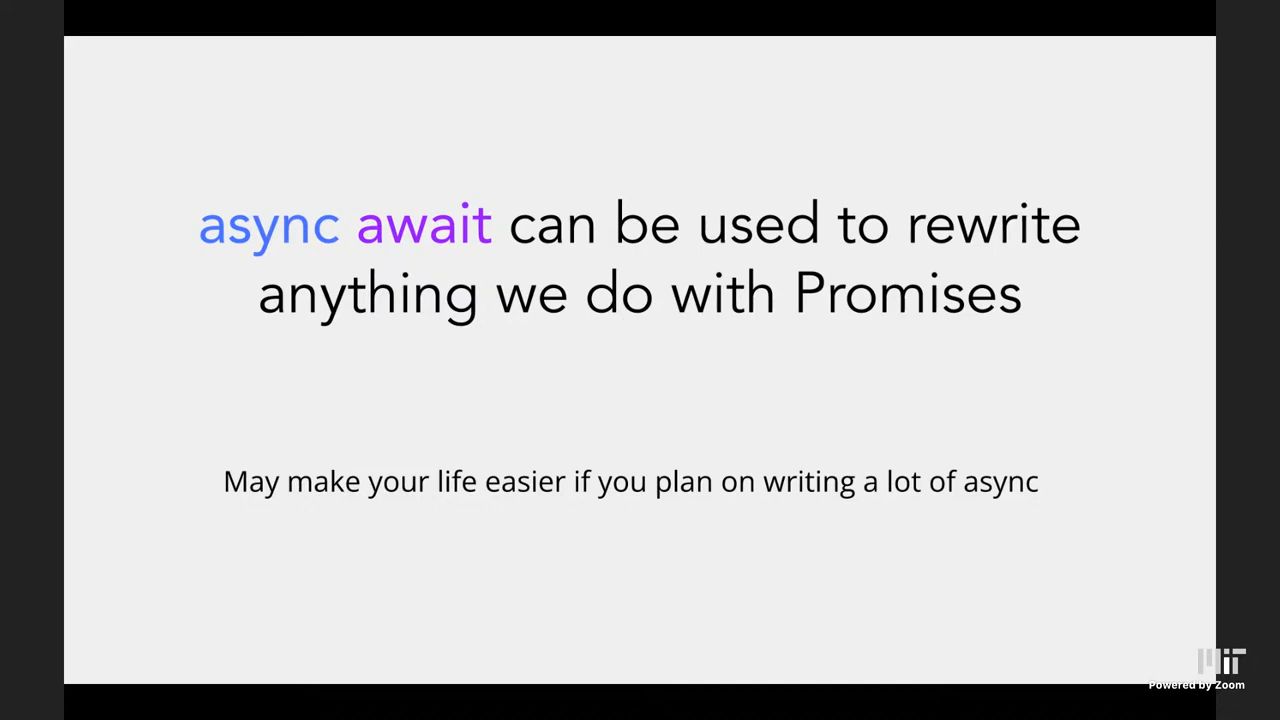 async await can be used to rewrite
anything we do with Promises
May make your life easier if you plan on writing a lot of async
MIT
Powered by Zoom